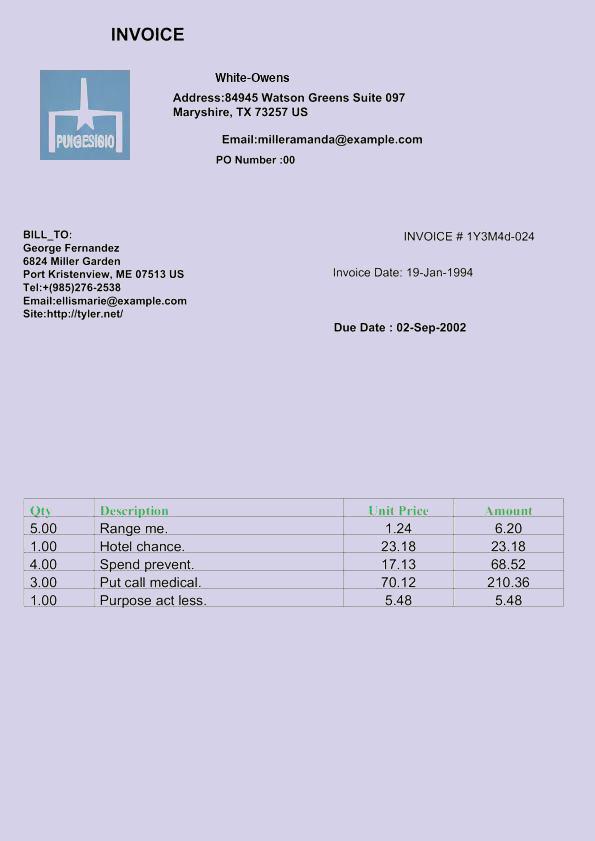 INVOICE
White-Owens
Address:84945 Watson Greens Suite 097
Maryshire, TX 73257 US
PUIGESIGIO
Email:milleramanda@example.com
PO Number :00
BILL_TO:
George Fernandez
6824 Miller Garden
Port Kristenview, ME 07513 US
Tel:+(985)276-2538
Email:ellismarie@example.com
Site:http://tyler.net/
INVOICE # 1Y3M4d-024
Invoice Date: 19-Jan-1994
Due Date : 02-Sep-2002
Qty Description Unit Price Amount
5.00 Range me. 1.24 6.20
1.00 Hotel chance. 23.18 23.18
4.00 Spend prevent. 17.13 68.52
3.00 Put call medical. 70.12 210.36
1.00 Purpose act less. 5.48 5.48